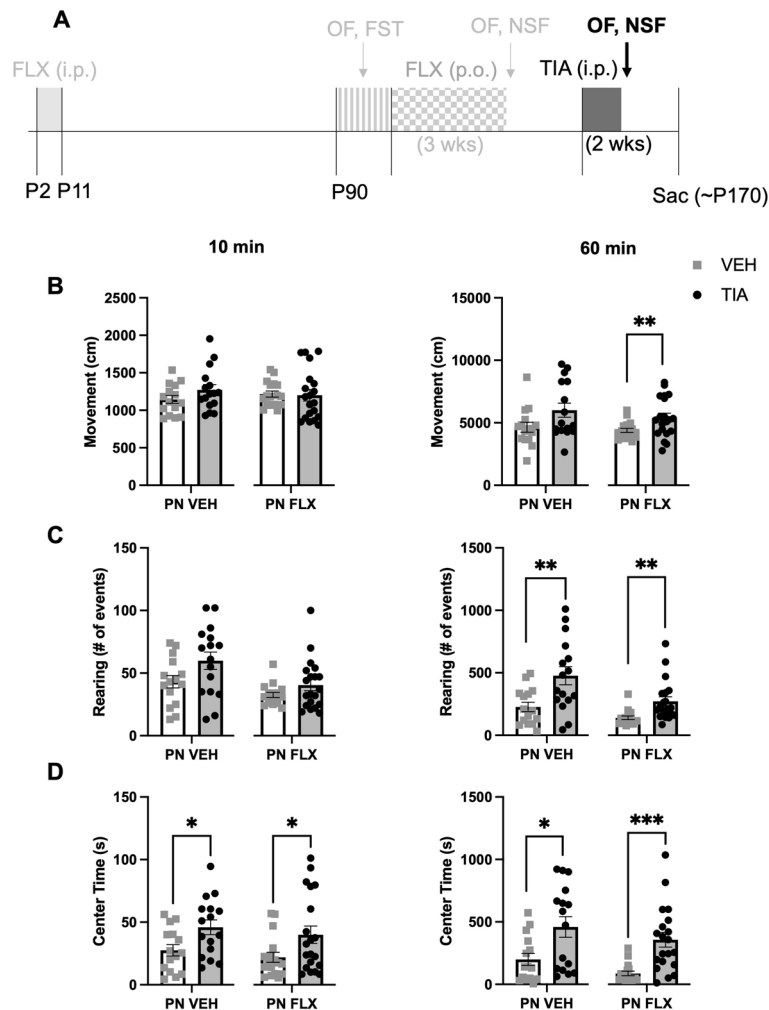 A
OF, FST
OF, NSF
OF, NSF
FLX (i.p.)
FLX (p.o.)
TIA (i.p.)
(3 wks)
(2 wks)
P2 P11
P90
Sac (~P170)
10 min
60 min
VEH
TIA
B
Movement (cm)
2500
2000
1500
1000
500
0
PN VEH
PN FLX
Movement (cm)
15000
10000
5000
0
**
PN VEH
PN FLX
C
Rearing (# of events)
150
100
50
0
PN VEH
PN FLX
Rearing (# of events)
1500
1000
500
0
**
**
PN VEH
PN FLX
D
Center Time (s)
150
100
50
0
*
*
PN VEH
PN FLX
Center Time (s)
1500
1000
500
0
*
***
PN VEH
PN FLX